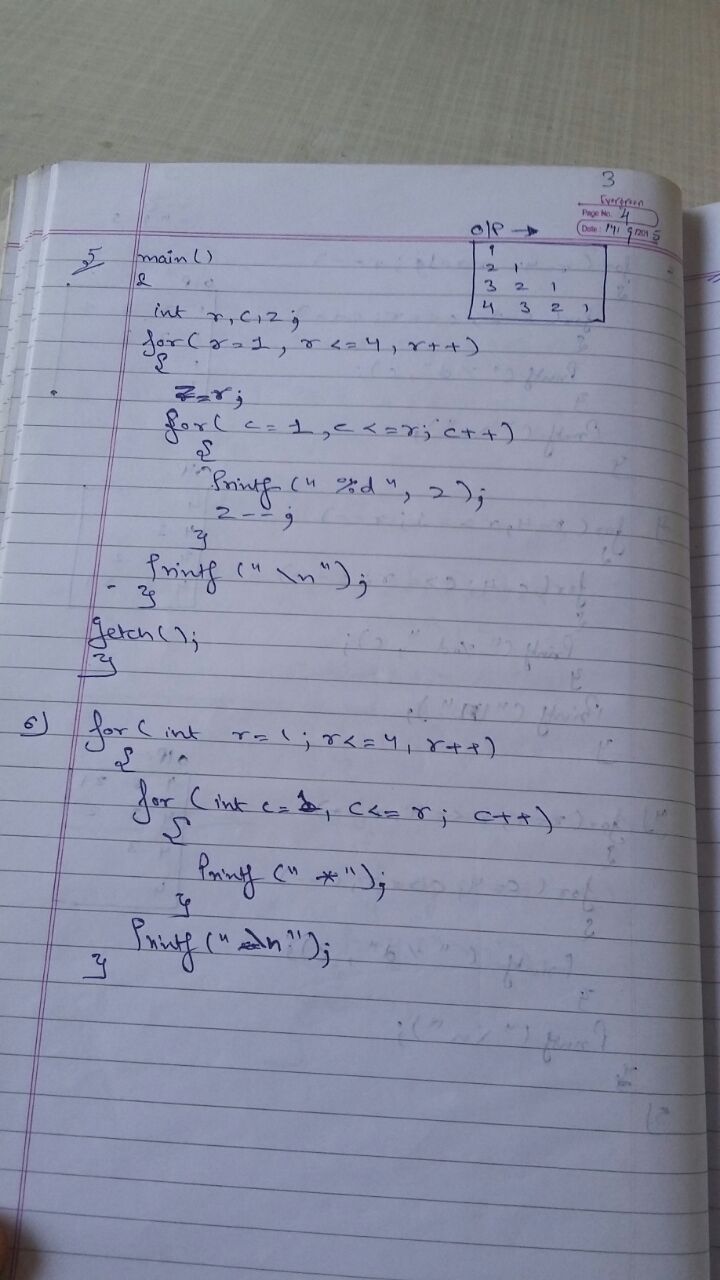 3
Evergreen
Page No. 4
Date: 14/9/2015
O/P →
1
2 1
3 2 1
4 3 2 1
5
main()
{
int r,c,z;
for(r=1, r<=4, r++)
{
z=r;
for( c=1, c<=r; c++)
{
Printf ("%d", z);
z--;
}
Printf ("\n");
}
getch();
}
6) for( int r=1; r<=4, r++)
{
for (int c=1, c<=r; c++)
{
Printf (" *");
}
Printf ("\n");
}